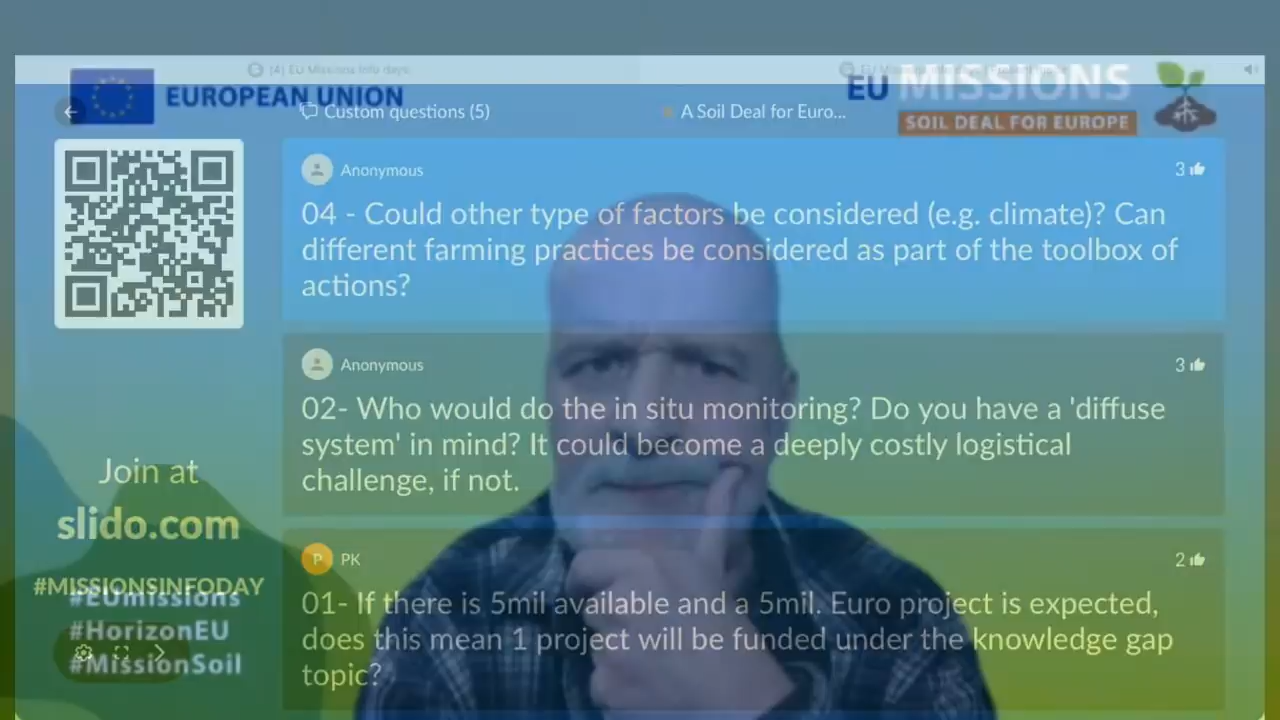 (4) EU Missions info days
EUROPEAN UNION
EU MISSIONS
SOIL DEAL FOR EUROPE
Custom questions (5)
A Soil Deal for Euro...
Anonymous
3
04 - Could other type of factors be considered (e.g. climate)? Can
different farming practices be considered as part of the toolbox of
actions?
Anonymous
3
02- Who would do the in situ monitoring? Do you have a 'diffuse
system' in mind? It could become a deeply costly logistical
challenge, if not.
P PK
2
01- If there is 5mil available and a 5mil. Euro project is expected,
does this mean 1 project will be funded under the knowledge gap
topic?
Join at
slido.com
#MISSIONSINFODAY
#EUmissions
#HorizonEU
#MissionSoil